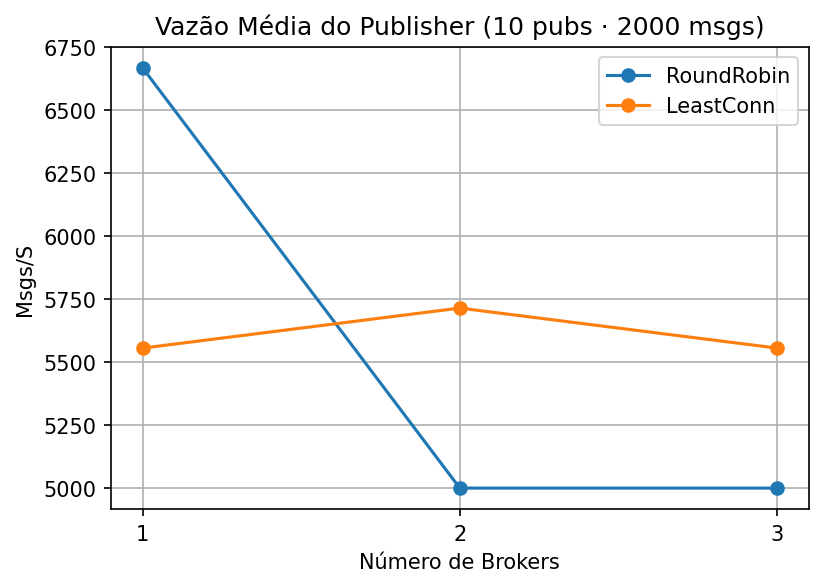 Vazão Média do Publisher (10 pubs · 2000 msgs)
RoundRobin
LeastConn
Msgs/S
6750
6500
6250
6000
5750
5500
5250
5000
1 2 3
Número de Brokers